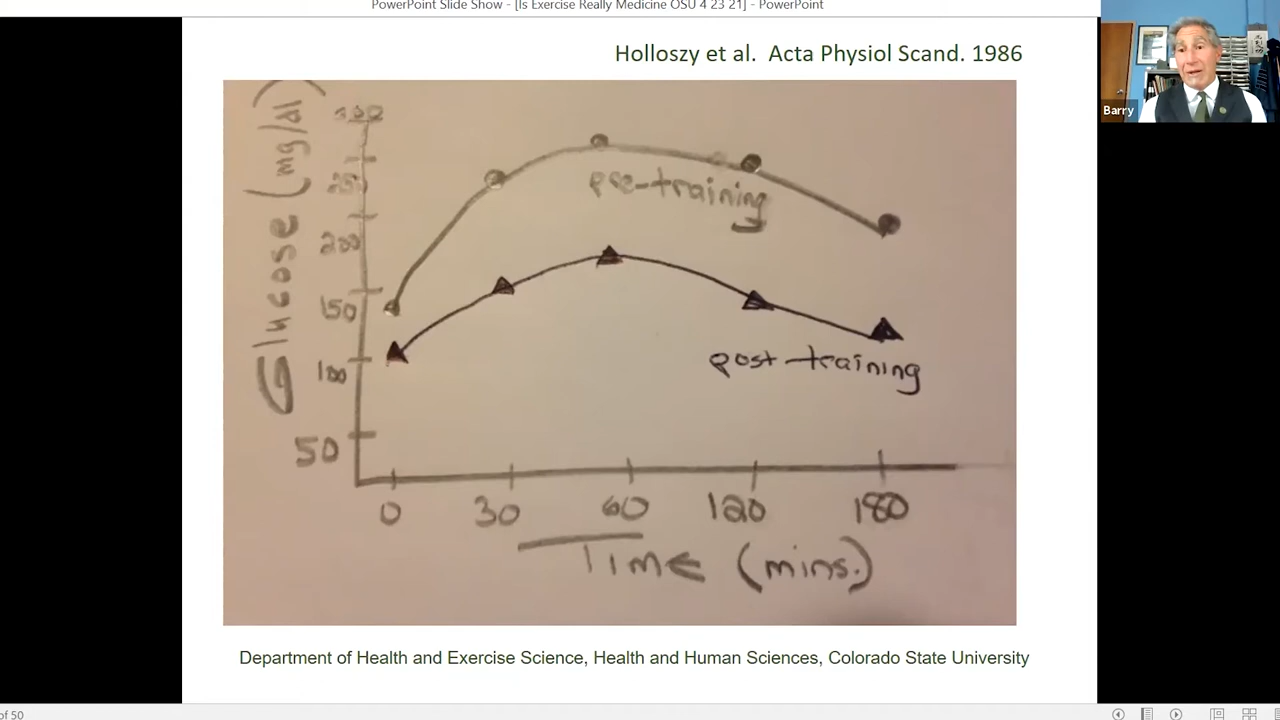 PowerPoint Slide Show - [Is Exercise Really Medicine OSU 4 23 21] - PowerPoint
Holloszy et al. Acta Physiol Scand. 1986
Barry
Glucose (mg/dl)
300
200
150
100
50
pre-training
post-training
0 30 60 120 180
Time (mins.)
Department of Health and Exercise Science, Health and Human Sciences, Colorado State University
of 50